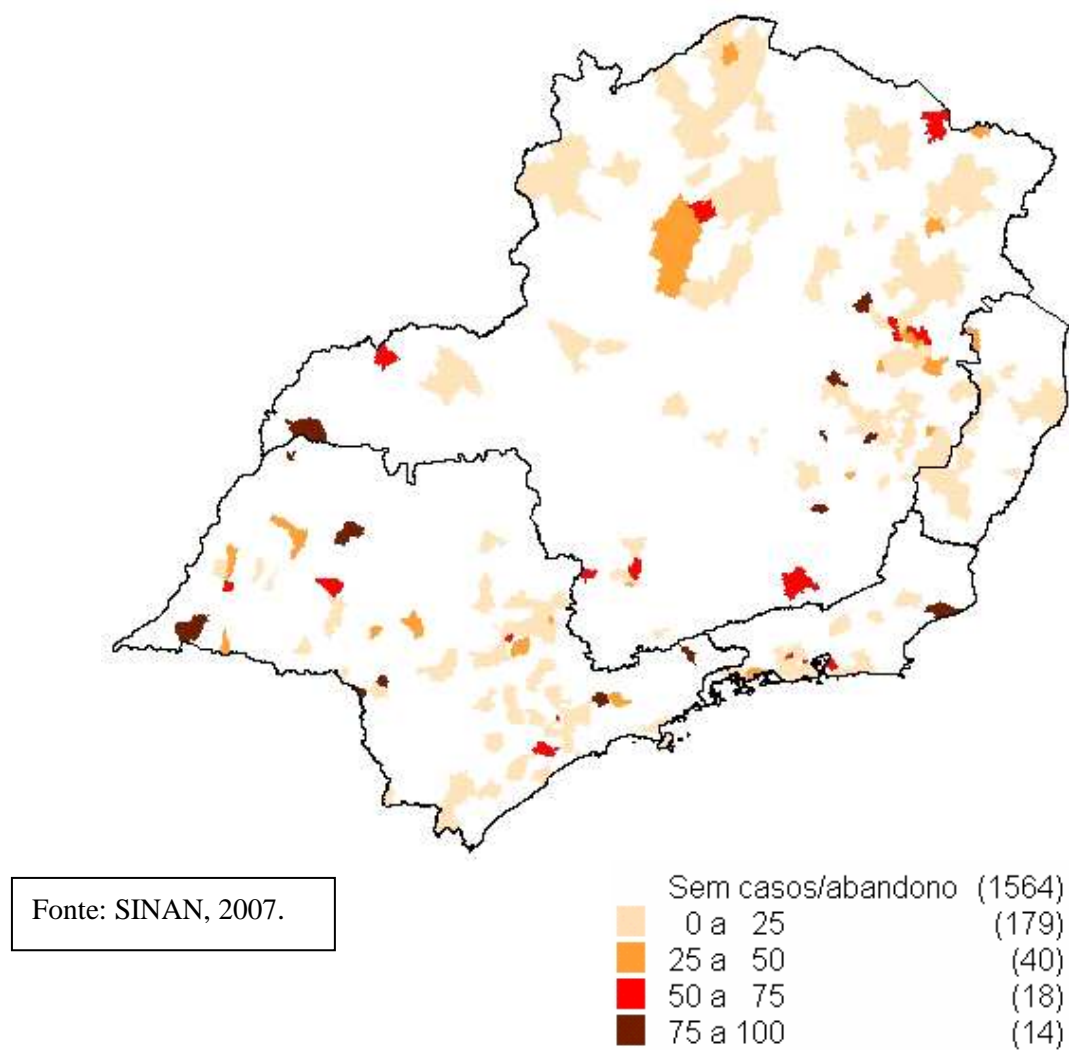 Fonte: SINAN, 2007.
Sem casos/abandono (1564)
0 a 25 (179)
25 a 50 (40)
50 a 75 (18)
75 a 100 (14)